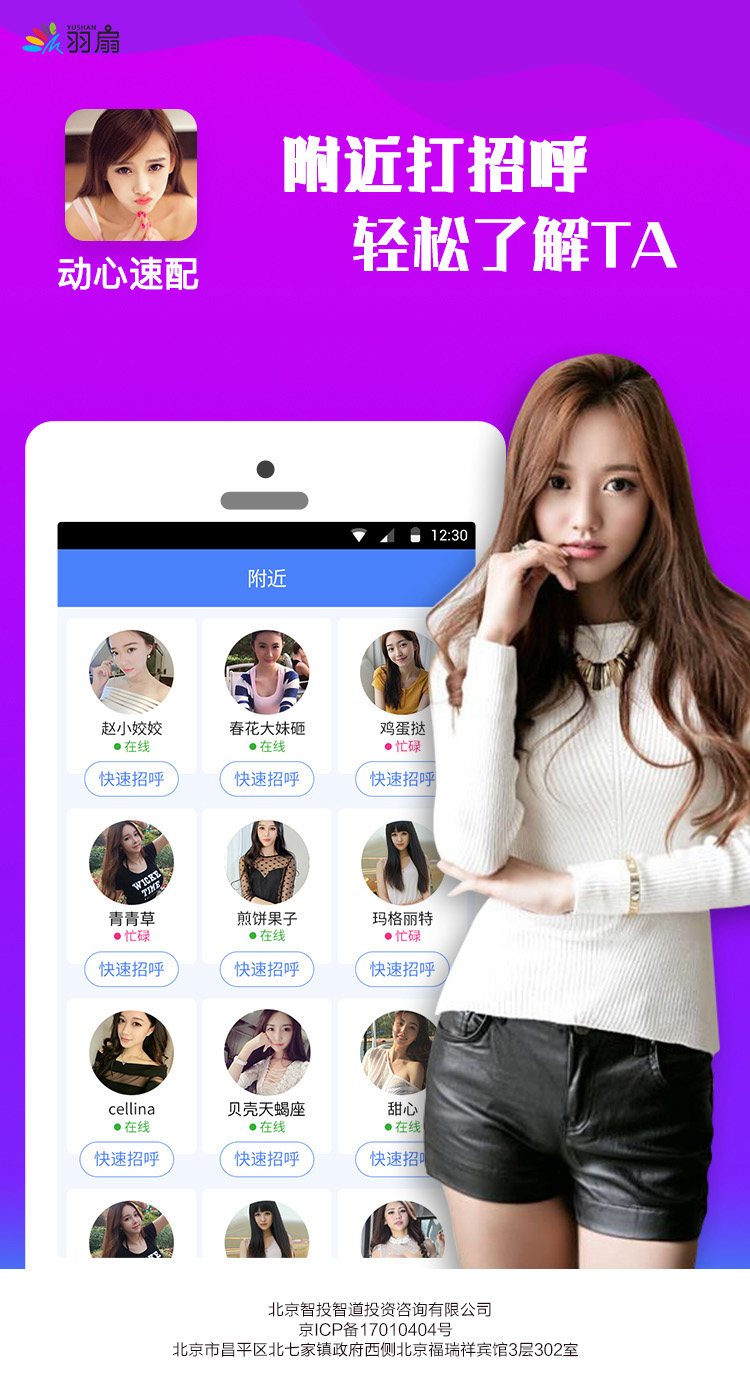 YUSHAN
羽扇
附近打招呼
轻松了解TA
动心速配
12:30
附近
赵小姣姣
春花大妹砸
鸡蛋挞
在线
在线
忙碌
快速招呼
快速招呼
快速招呼
WICKE
TIME
青青草
煎饼果子
玛格丽特
忙碌
在线
忙碌
快速招呼
快速招呼
快速招呼
cellina
贝壳天蝎座
甜心
在线
在线
在线
快速招呼
快速招呼
快速招
北京智投智道投资咨询有限公司
京ICP备17010404号
北京市昌平区北七家镇政府西侧北京福瑞祥宾馆3层302室